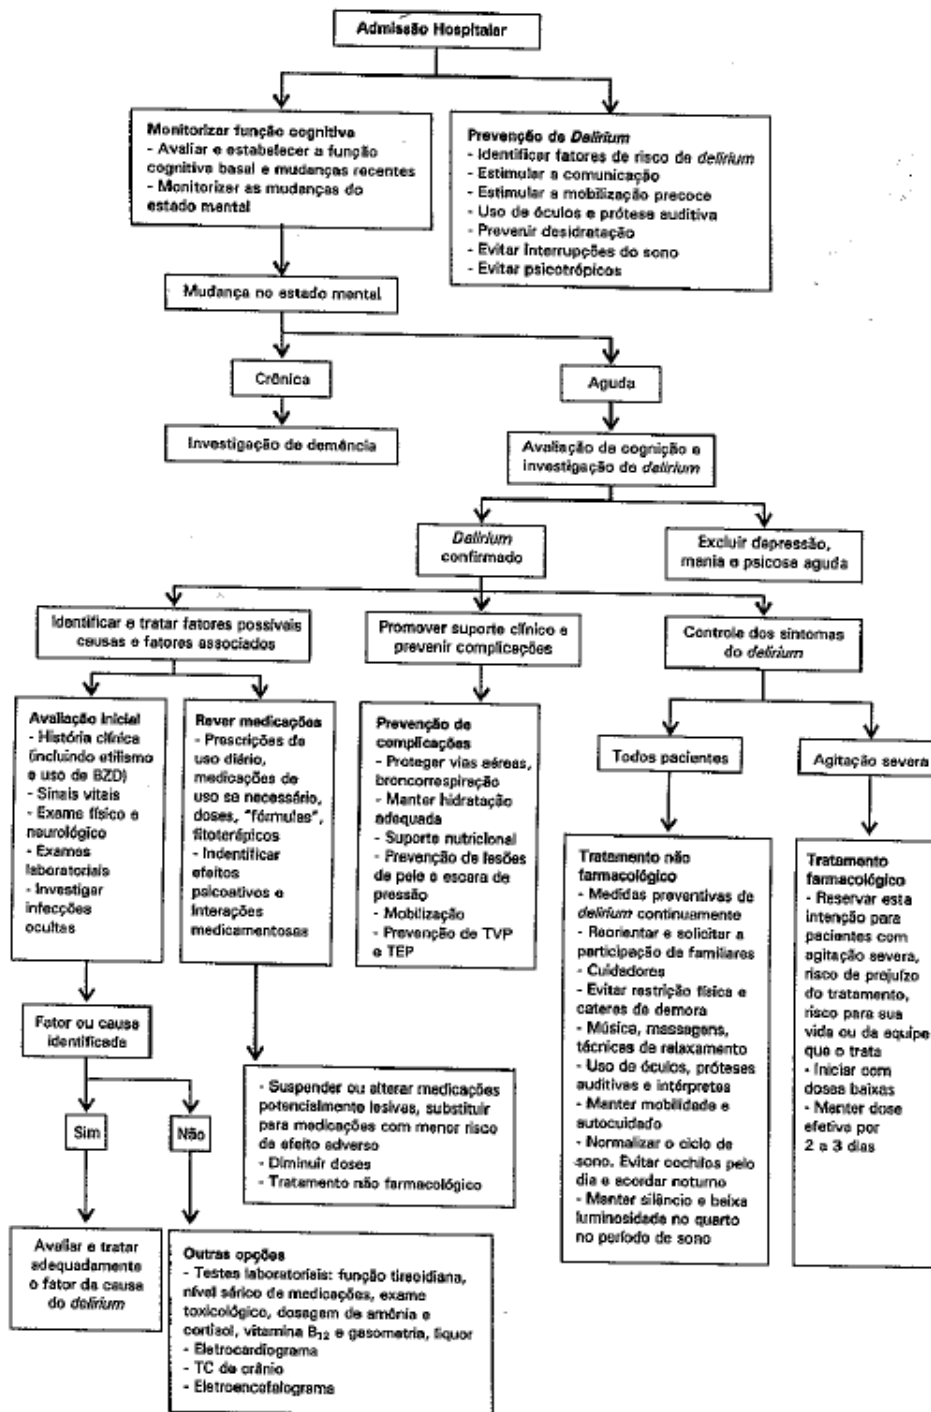 Admissão Hospitalar
Monitorizar função cognitiva
- Avaliar e estabelecer a função
cognitiva basal e mudanças recentes
- Monitorizar as mudanças do
estado mental
Prevenção de Delirium
- Identificar fatores de risco de delirium
- Estimular a comunicação
- Estimular a mobilização precoce
- Uso de óculos e prótese auditiva
- Prevenir desidratação
- Evitar interrupções do sono
- Evitar psicotrópicos
Mudança no estado mental
Crônica
Aguda
Investigação de demência
Avaliação de cognição e
investigação de delirium
Delirium
confirmado
Excluir depressão,
mania e psicose aguda
Identificar e tratar fatores possíveis
causas e fatores associados
Promover suporte clínico e
prevenir complicações
Controle dos sintomas
do delirium
Avaliação inicial
- História clínica
(incluindo etilismo
e uso de BZD)
- Sinais vitais
- Exame físico e
neurológico
- Exames
laboratoriais
- Investigar
infecções
ocultas
Rever medicações
- Prescrições de
uso diário,
medicações de
uso se necessário,
doses, "fórmulas",
fitoterápicos
- Indentificar
efeitos
psicoativos e
interações
medicamentosas
Prevenção de
complicações
- Proteger vias aéreas,
broncorrespiração
- Manter hidratação
adequada
- Suporte nutricional
- Prevenção de lesões
de pele e escara de
pressão
- Mobilização
- Prevenção de TVP
e TEP
Todos pacientes
Agitação severa
Tratamento não
farmacológico
- Medidas preventivas de
delirium continuamente
- Reorientar e solicitar a
participação de familiares
- Cuidadores
- Evitar restrição física e
cateres de demora
- Música, massagens,
técnicas de relaxamento
- Uso de óculos, próteses
auditivas e intérpretes
- Manter mobilidade e
autocuidado
- Normalizar o ciclo de
sono. Evitar cochilos pelo
dia e acordar noturno
- Manter silêncio e baixa
luminosidade no quarto
no período de sono
Tratamento
farmacológico
- Reservar esta
intenção para
pacientes com
agitação severa,
risco de prejuízo
do tratamento,
risco para sua
vida ou da equipe
que o trata
- Iniciar com
doses baixas
- Manter dose
efetiva por
2 a 3 dias
Fator ou causa
identificada
Sim
Não
- Suspender ou alterar medicações
potencialmente lesivas, substituir
para medicações com menor risco
de efeito adverso
- Diminuir doses
- Tratamento não farmacológico
Avaliar e tratar
adequadamente
o fator da causa
do delirium
Outras opções
- Testes laboratoriais: função tireoidiana,
nível sérico de medicações, exame
toxicológico, dosagem de amônia e
cortisol, vitamina B12 e gasometria, liquor
- Eletrocardiograma
- TC de crânio
- Eletroencefalograma